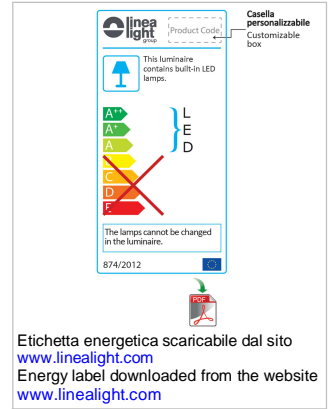 linea
light
group
Product Code
Casella
personalizzabile
Customizable
box
This luminaire
contains built-in LED
lamps.
A++
A+
A
C
D
E
L
E
D
The lamps cannot be changed
in the luminaire.
874/2012
PDF
Etichetta energetica scaricabile dal sito
www.linealight.com
Energy label downloaded from the website
www.linealight.com